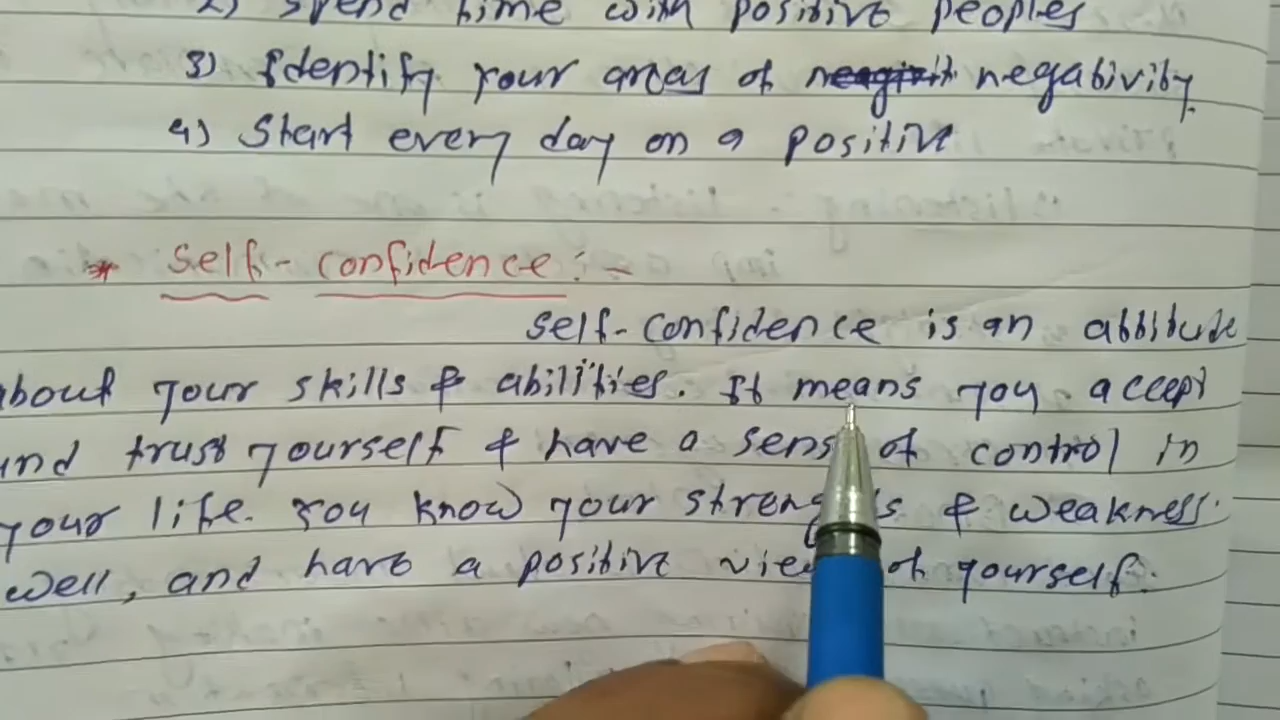 2) Spend time with positive peoples
3) Identify your areas of negativity.
4) Start every day on a positive
* Self-confidence:-
Self-confidence is an attitude
about your skills & abilities. It means you accept
and trust yourself & have a sens of control in
your life. You know your strengs & weakness.
well, and have a positive view of yourself.